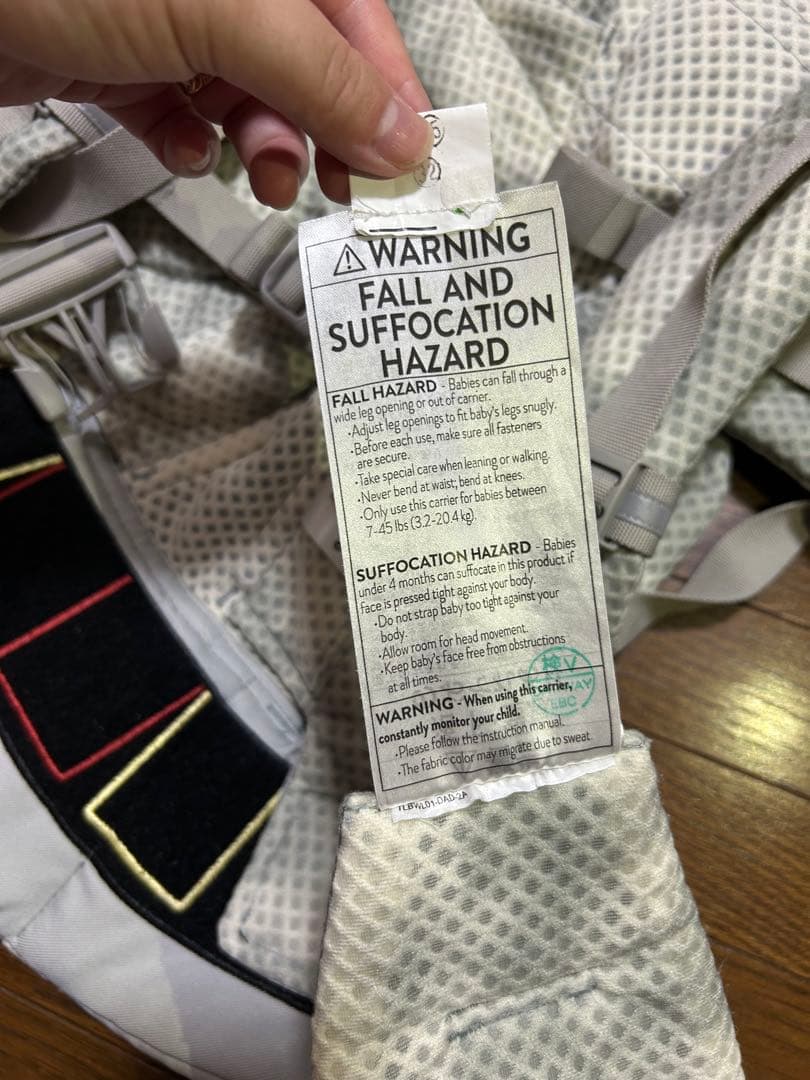 WARNING
FALL AND
SUFFOCATION
HAZARD
FALL HAZARD - Babies can fall through a
wide leg opening or out of carrier.
•Adjust leg openings to fit baby's legs snugly.
•Before each use, make sure all fasteners
are secure.
•Take special care when leaning or walking.
•Never bend at waist; bend at knees.
•Only use this carrier for babies between
7-45 lbs (3.2-20.4 kg).
SUFFOCATION HAZARD - Babies
under 4 months can suffocate in this product if
face is pressed tight against your body.
•Do not strap baby too tight against your
body.
•Allow room for head movement.
•Keep baby's face free from obstructions
at all times.
検V
WARNING - When using this carrier,
constantly monitor your child.
•Please follow the instruction manual.
•The fabric color may migrate due to sweat.
TLBWL01-DAD-2A